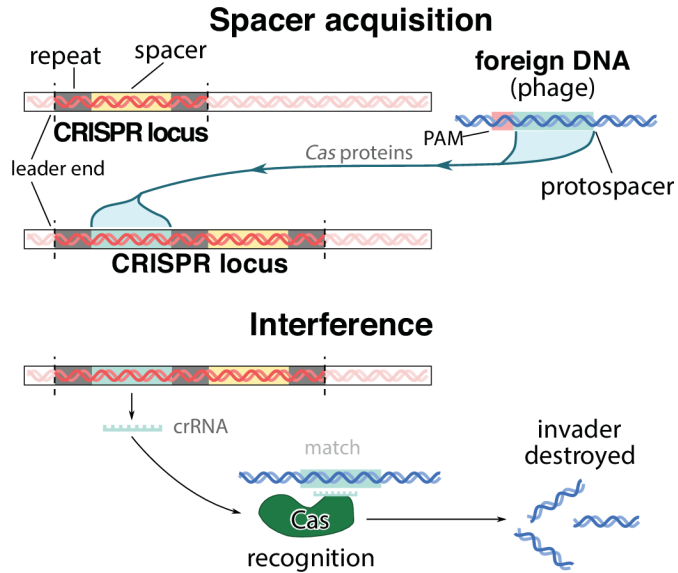 Spacer acquisition
repeat
spacer
foreign DNA
(phage)
CRISPR locus
PAM
leader end
Cas proteins
protospacer
CRISPR locus
Interference
crRNA
match
invader
destroyed
Cas
recognition